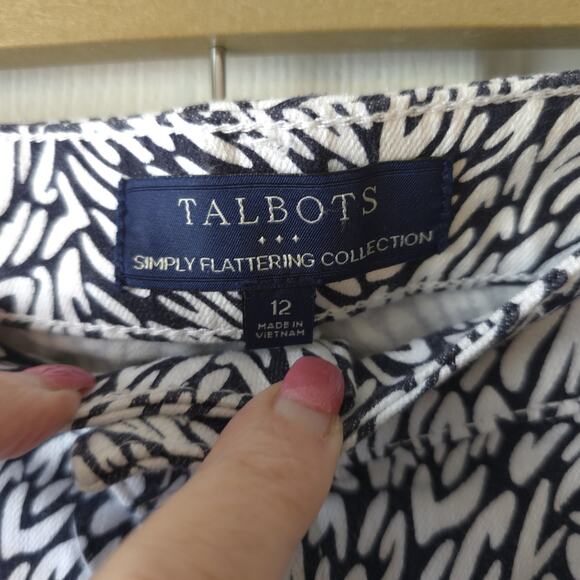 TALBOTS
SIMPLY FLATTERING COLLECTION
12
MADE IN
VIETNAM